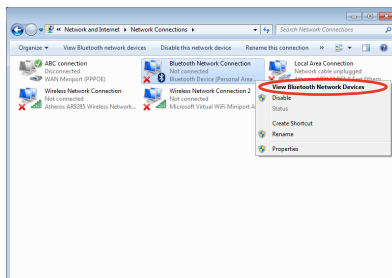 « Network and Internet ▸ Network Connections ▸
Search Network Connections
Organize ▾ View Bluetooth network devices Disable this network device Rename this connection »
ABC connection
Disconnected
WAN Miniport (PPPOE)
Bluetooth Network Connection
Not connected
Bluetooth Device (Personal Area
Local Area Connection
Network cable unplugged
Wireless Network Connection
Not connected
Atheros AR9285 Wireless Network...
Wireless Network Connection 2
Not connected
Microsoft Virtual WiFi Miniport A
View Bluetooth Network Devices
Disable
Status
Create Shortcut
Rename
Properties